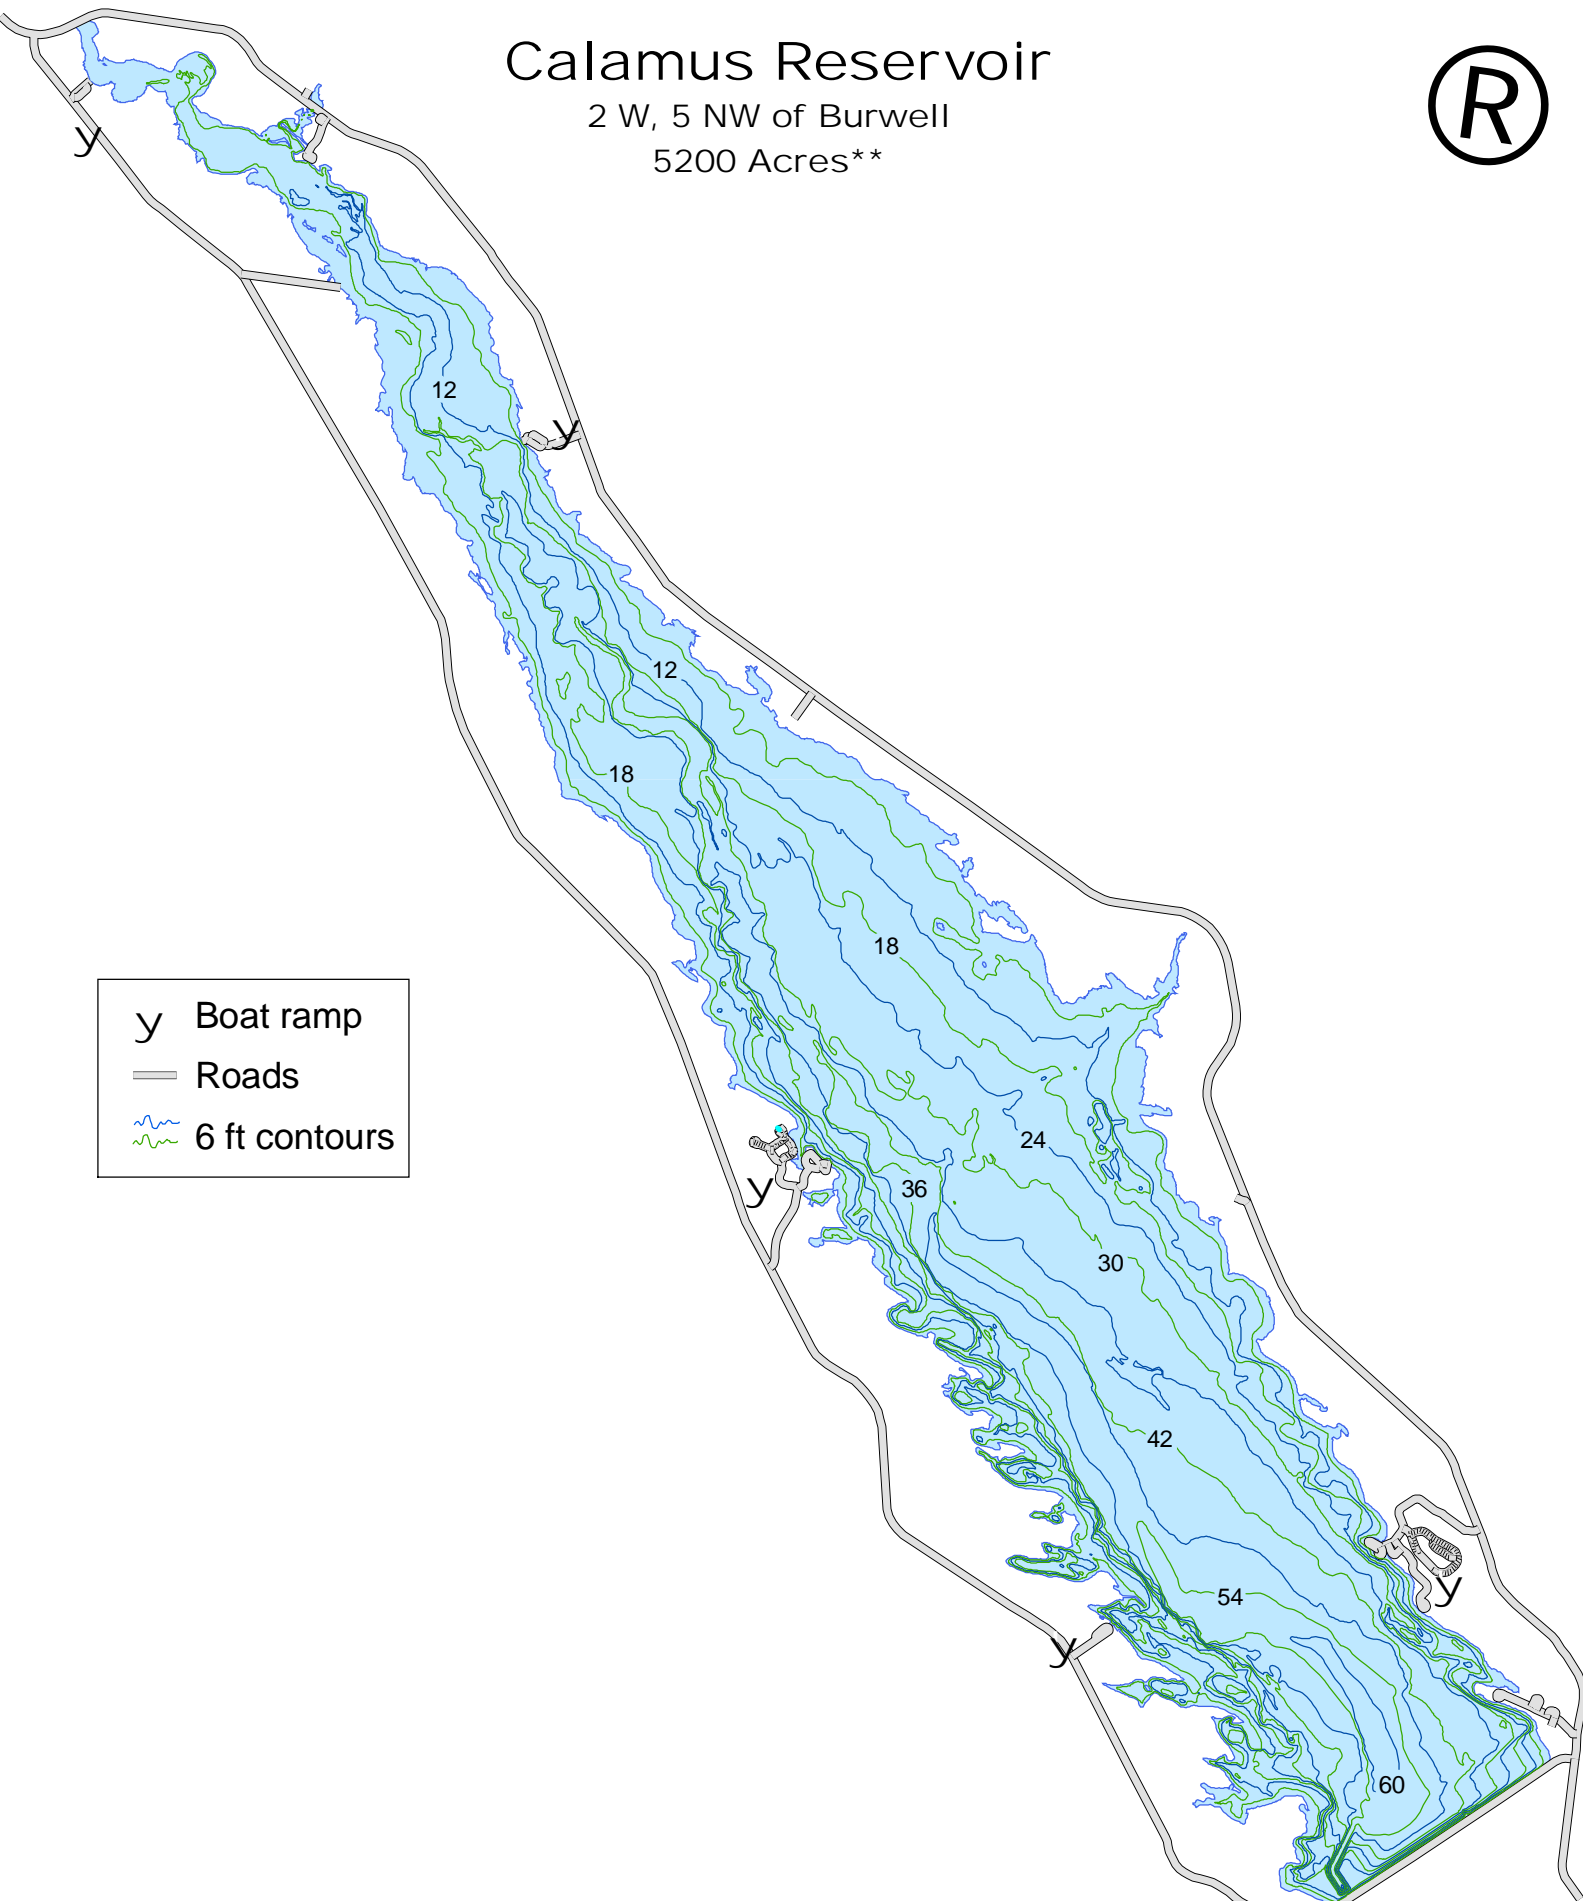 Calamus Reservoir
2 W, 5 NW of Burwell
5200 Acres**
R
y
y
12
12
18
18
24
36
y
30
42
54
y
y
60
y Boat ramp
Roads
6 ft contours